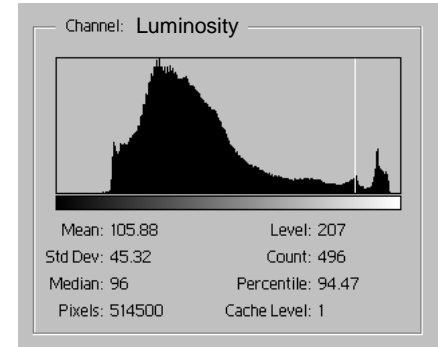 Channel: Luminosity
Mean: 105.88 Level: 207
Std Dev: 45.32 Count: 496
Median: 96 Percentile: 94.47
Pixels: 514500 Cache Level: 1